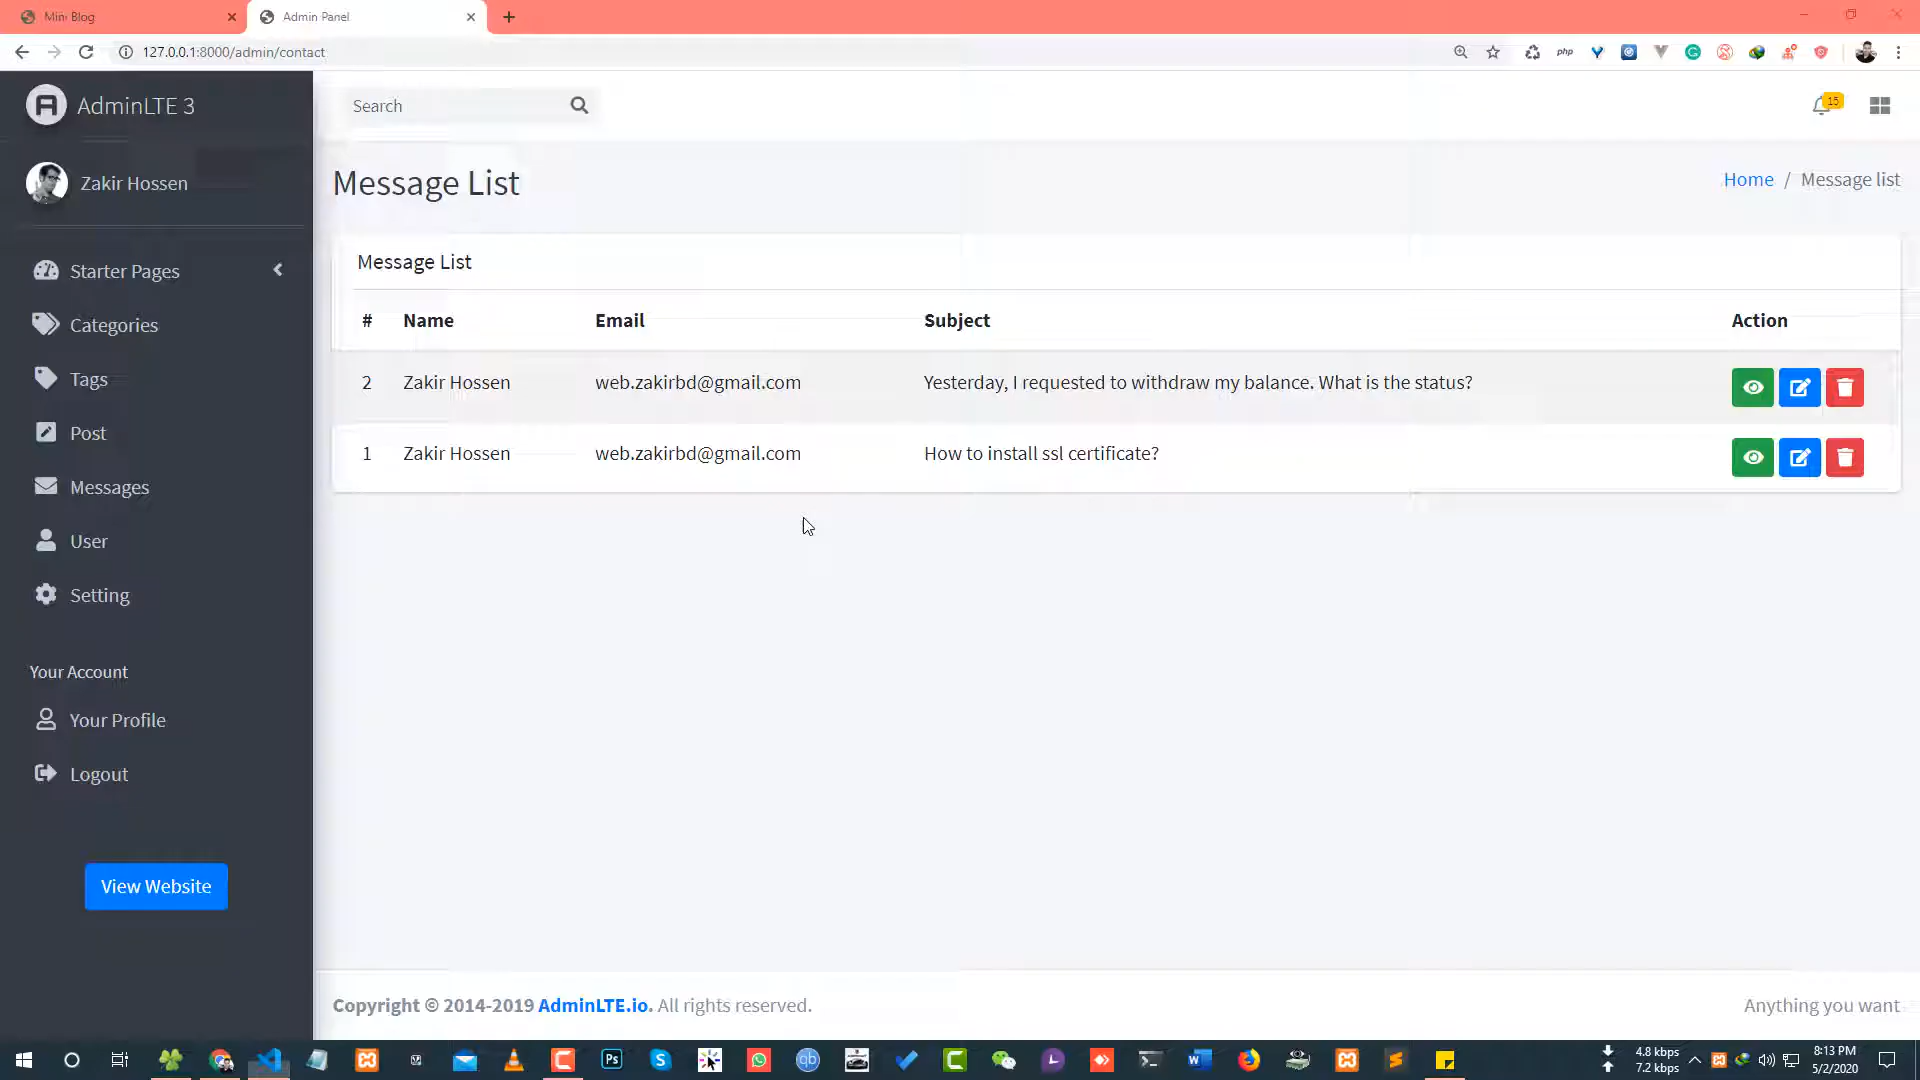 Mini Blog
Admin Panel
127.0.0.1:8000/admin/contact
php
AdminLTE 3
Search
15
Zakir Hossen
Message List
Home / Message list
Starter Pages
Categories
Tags
Post
Messages
User
Setting
Your Account
Your Profile
Logout
View Website
Message List
# Name Email Subject Action
2 Zakir Hossen web.zakirbd@gmail.com Yesterday, I requested to withdraw my balance. What is the status?
1 Zakir Hossen web.zakirbd@gmail.com How to install ssl certificate?
Copyright © 2014-2019 AdminLTE.io. All rights reserved.
Anything you want
Ps
qb
4.8 kbps
7.2 kbps
8:13 PM
5/2/2020